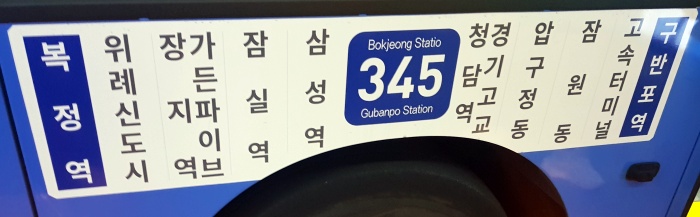 복정역
위례신도시
가든파이브
장지역
잠실역
삼성역
Bokjeong Statio
345
Gubanpo Station
경기고교
청담역
압구정동
잠원동
고속터미널
구반포역